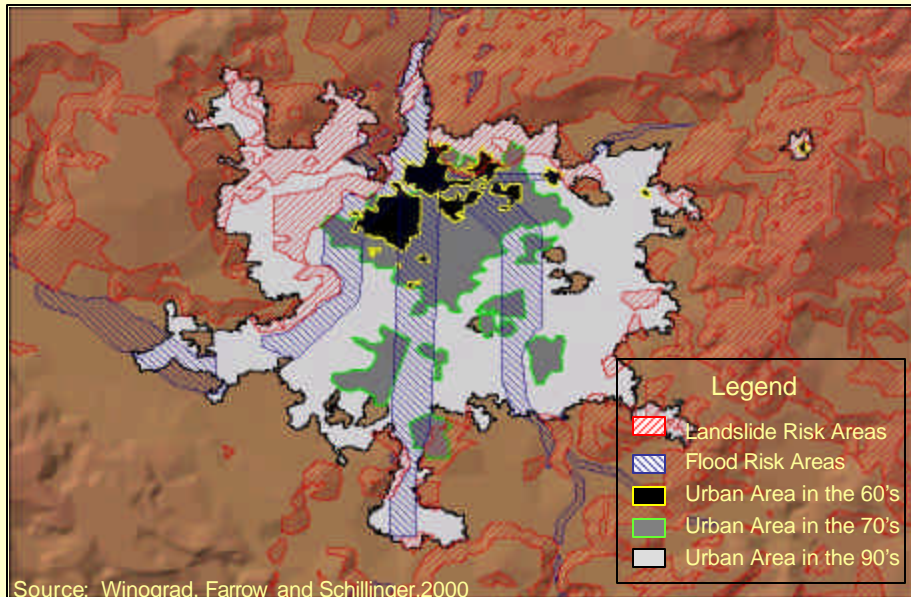 Legend
Landslide Risk Areas
Flood Risk Areas
Urban Area in the 60's
Urban Area in the 70's
Urban Area in the 90's
Source: Winograd, Farrow and Schillinger,2000